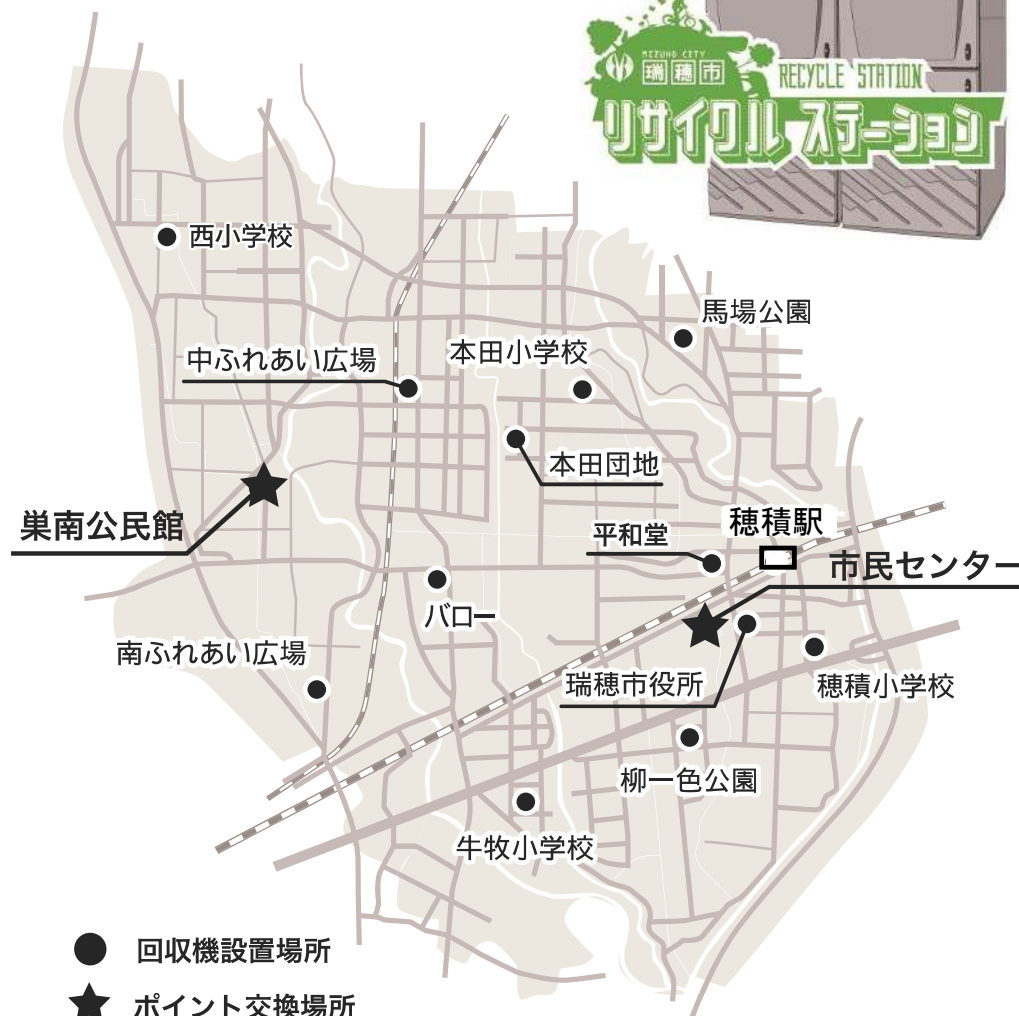 MIZUHO CITY
瑞穂市
RECYCLE STATION
リサイクル ステーション
西小学校
馬場公園
中ふれあい広場
本田小学校
本田団地
巣南公民館
穂積駅
平和堂
市民センター
バロー
南ふれあい広場
瑞穂市役所
穂積小学校
柳一色公園
牛牧小学校
回収機設置場所
ポイント交換場所